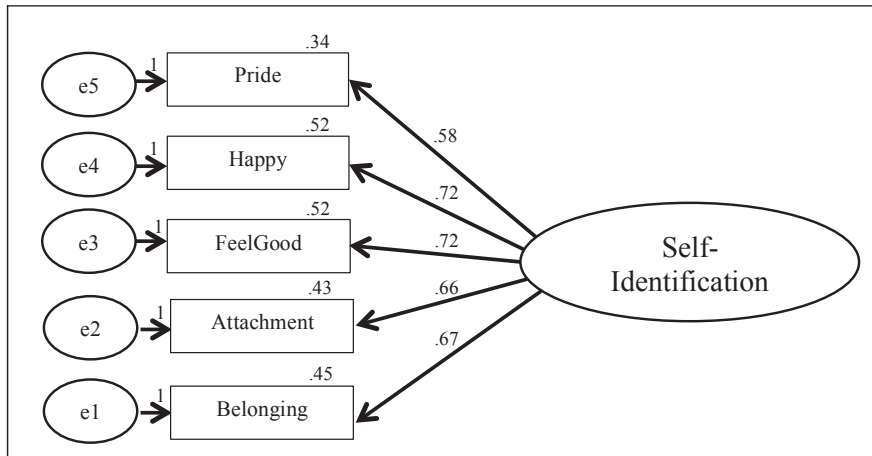 .34
1
e5
Pride
.58
.52
1
e4
Happy
.72
.52
1
e3
FeelGood
.72
Self-
Identification
.43
1
e2
Attachment
.66
.45
1
e1
Belonging
.67